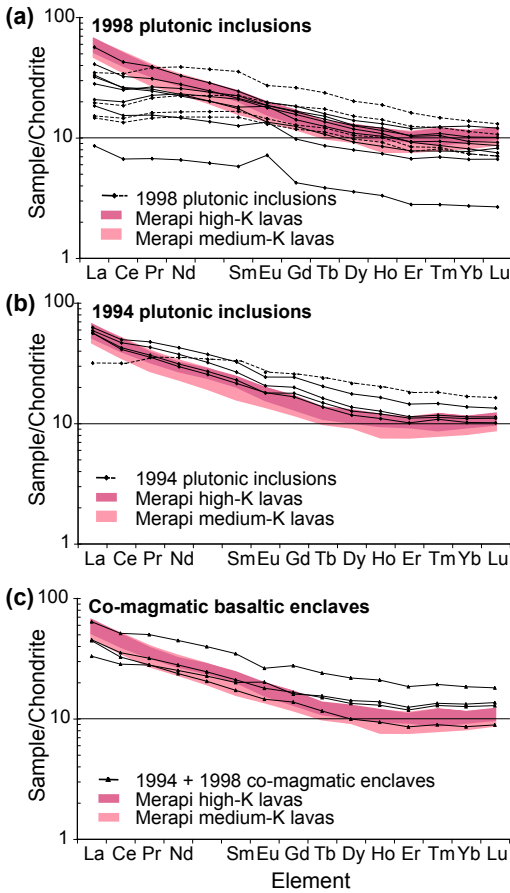 (a)
1998 plutonic inclusions
100
10
1
Sample/Chondrite
1998 plutonic inclusions
Merapi high-K lavas
Merapi medium-K lavas
La Ce Pr Nd Sm Eu Gd Tb Dy Ho Er Tm Yb Lu
(b)
1994 plutonic inclusions
100
10
1
Sample/Chondrite
1994 plutonic inclusions
Merapi high-K lavas
Merapi medium-K lavas
La Ce Pr Nd Sm Eu Gd Tb Dy Ho Er Tm Yb Lu
(c)
Co-magmatic basaltic enclaves
100
10
1
Sample/Chondrite
1994 + 1998 co-magmatic enclaves
Merapi high-K lavas
Merapi medium-K lavas
La Ce Pr Nd Sm Eu Gd Tb Dy Ho Er Tm Yb Lu
Element